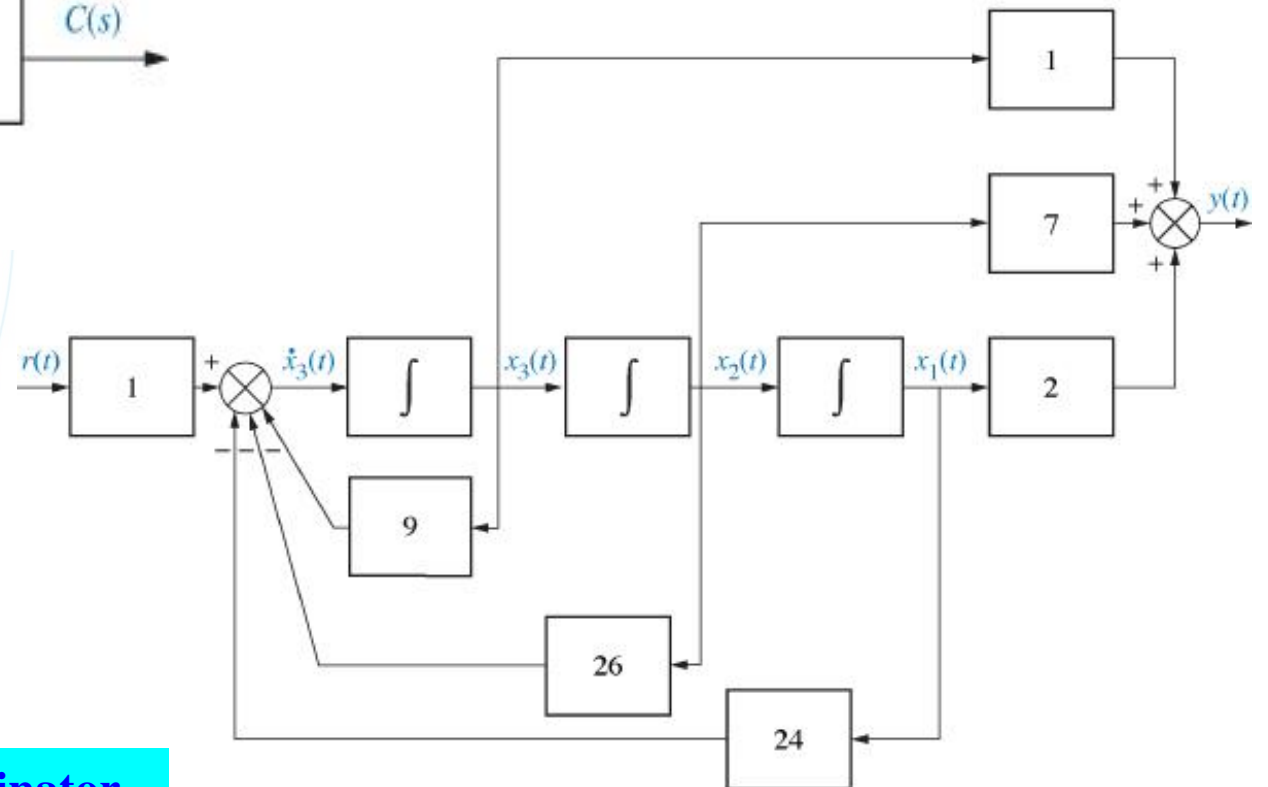 C(s)
1
7
y(t)
+
+
+
r(t)
1
+
ẋ₃(t)
∫
x₃(t)
∫
x₂(t)
∫
x₁(t)
2
− − −
9
26
24